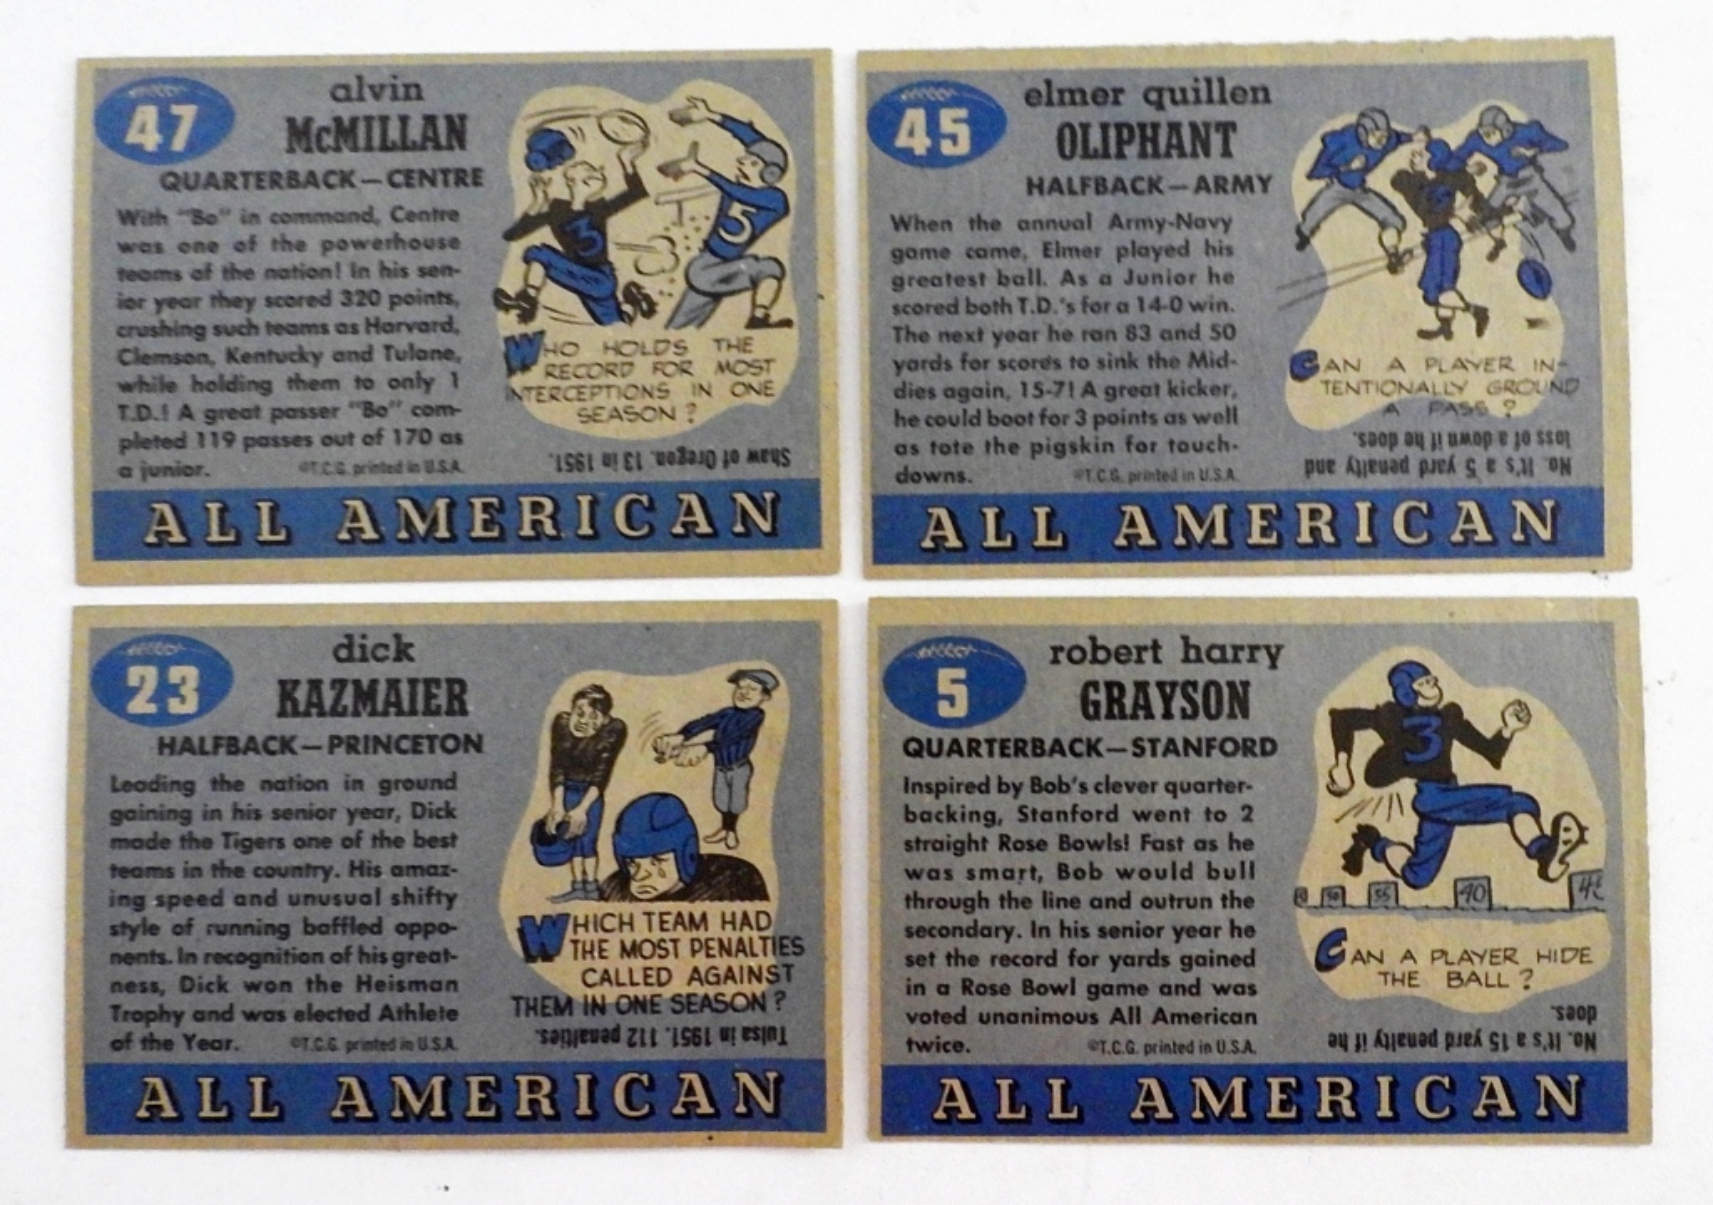 47
alvin
McMILLAN
QUARTERBACK—CENTRE
With "Bo" in command, Centre
was one of the powerhouse
teams of the nation! In his sen-
ior year they scored 320 points,
crushing such teams as Harvard,
Clemson, Kentucky and Tulane,
while holding them to only 1
T.D.! A great passer "Bo" com-
pleted 119 passes out of 170 as
a junior.
©T.C.G. printed in U.S.A.
3
5
WHO HOLDS THE
RECORD FOR MOST
INTERCEPTIONS IN ONE
SEASON?
Shaw of Oregon. 13 in 1951.
ALL AMERICAN
45
elmer quillen
OLIPHANT
HALFBACK—ARMY
When the annual Army-Navy
game came, Elmer played his
greatest ball. As a Junior he
scored both T.D.'s for a 14-0 win.
The next year he ran 83 and 50
yards for scores to sink the Mid-
dies again, 15-7! A great kicker,
he could boot for 3 points as well
as tote the pigskin for touch-
downs.
©T.C.G. printed in U.S.A.
CAN A PLAYER IN-
TENTIONALLY GROUND
A PASS?
No. It's a 5 yard penalty and
loss of a down if he does.
ALL AMERICAN
23
dick
KAZMAIER
HALFBACK—PRINCETON
Leading the nation in ground
gaining in his senior year, Dick
made the Tigers one of the best
teams in the country. His amaz-
ing speed and unusual shifty
style of running baffled oppo-
nents. In recognition of his great-
ness, Dick won the Heisman
Trophy and was elected Athlete
of the Year.
©T.C.G. printed in U.S.A.
WHICH TEAM HAD
THE MOST PENALTIES
CALLED AGAINST
THEM IN ONE SEASON?
Tulsa in 1951. 112 penalties.
ALL AMERICAN
5
robert harry
GRAYSON
QUARTERBACK—STANFORD
Inspired by Bob's clever quarter-
backing, Stanford went to 2
straight Rose Bowls! Fast as he
was smart, Bob would bull
through the line and outrun the
secondary. In his senior year he
set the record for yards gained
in a Rose Bowl game and was
voted unanimous All American
twice.
©T.C.G. printed in U.S.A.
3
35 40
CAN A PLAYER HIDE
THE BALL?
No. It's a 15 yard penalty if he
does.
ALL AMERICAN